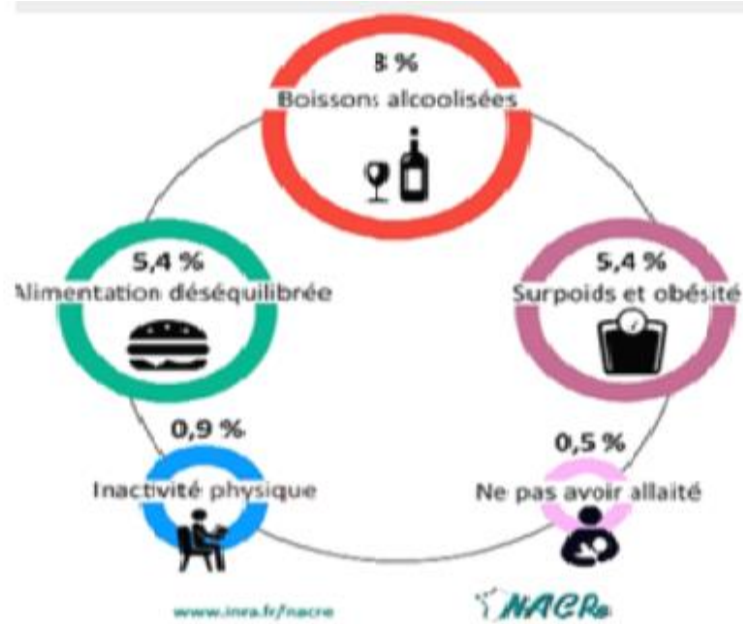 8 %
Boissons alcoolisées
5,4 %
Alimentation déséquilibrée
5,4 %
Surpoids et obésité
0,9 %
Inactivité physique
0,5 %
Ne pas avoir allaité
www.inra.fr/nacre
NACRe